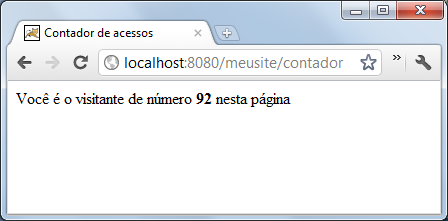 Contador de acessos
localhost:8080/meusite/contador
Você é o visitante de número 92 nesta página